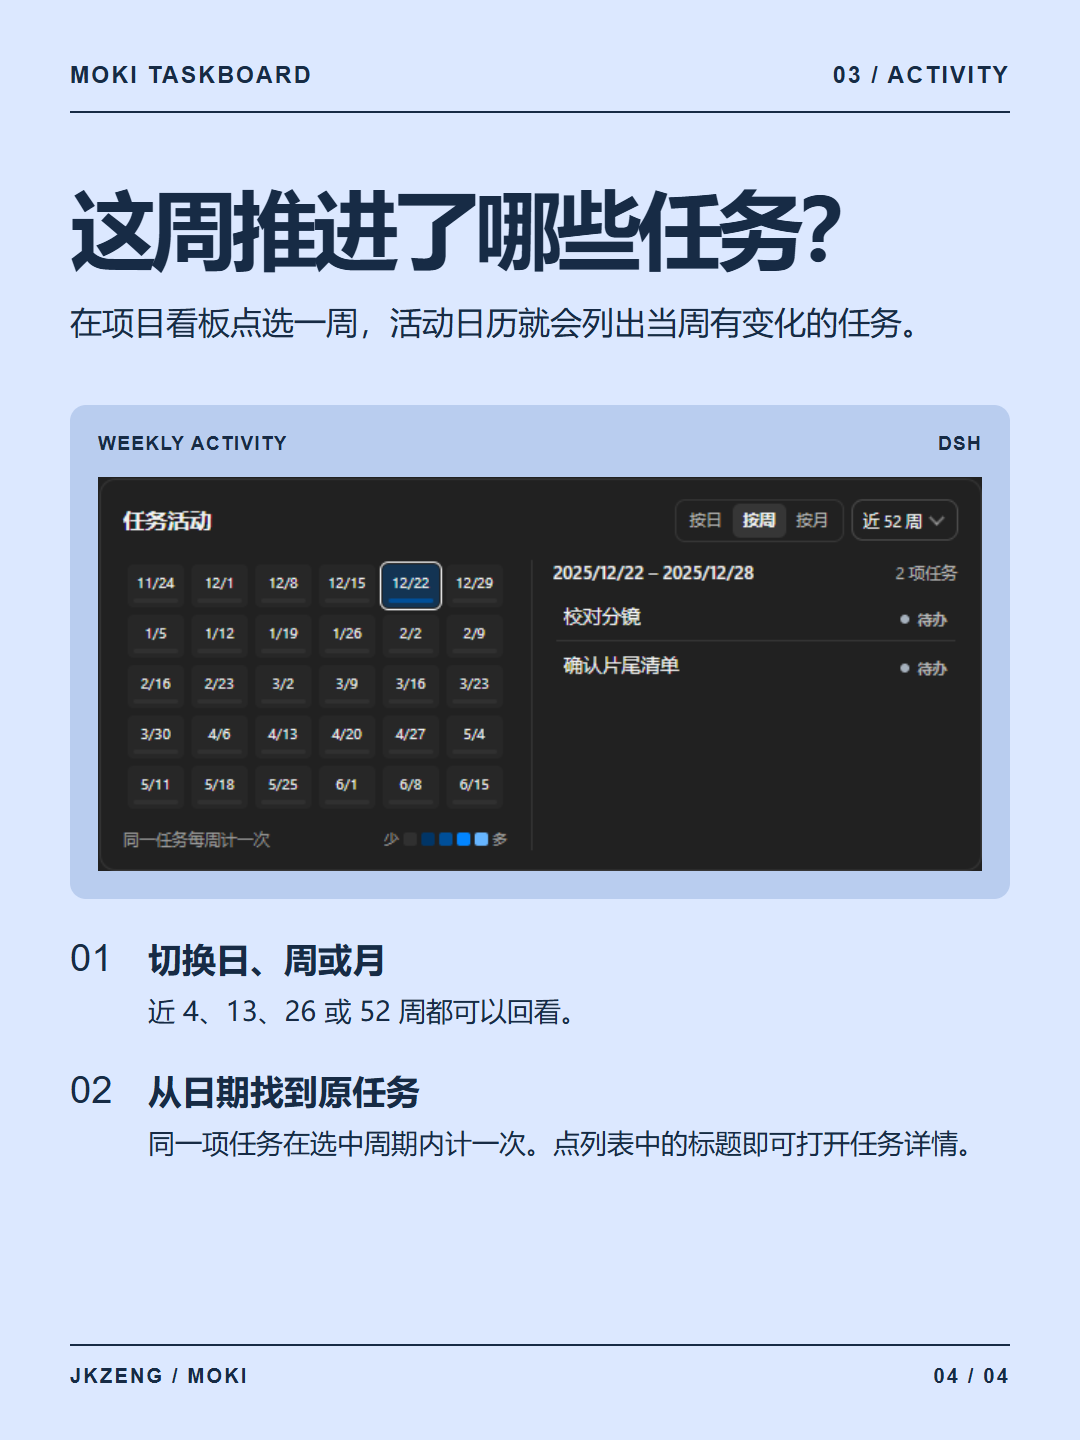 MOKI TASKBOARD
03 / ACTIVITY
这周推进了哪些任务?
在项目看板点选一周，活动日历就会列出当周有变化的任务。
WEEKLY ACTIVITY
DSH
任务活动
按日 按周 按月 近 52 周
11/24 12/1 12/8 12/15 12/22 12/29
1/5 1/12 1/19 1/26 2/2 2/9
2/16 2/23 3/2 3/9 3/16 3/23
3/30 4/6 4/13 4/20 4/27 5/4
5/11 5/18 5/25 6/1 6/8 6/15
同一任务每周计一次
少 多
2025/12/22 – 2025/12/28 2 项任务
校对分镜 待办
确认片尾清单 待办
01 切换日、周或月
近 4、13、26 或 52 周都可以回看。
02 从日期找到原任务
同一项任务在选中周期内计一次。点列表中的标题即可打开任务详情。
JKZENG / MOKI
04 / 04